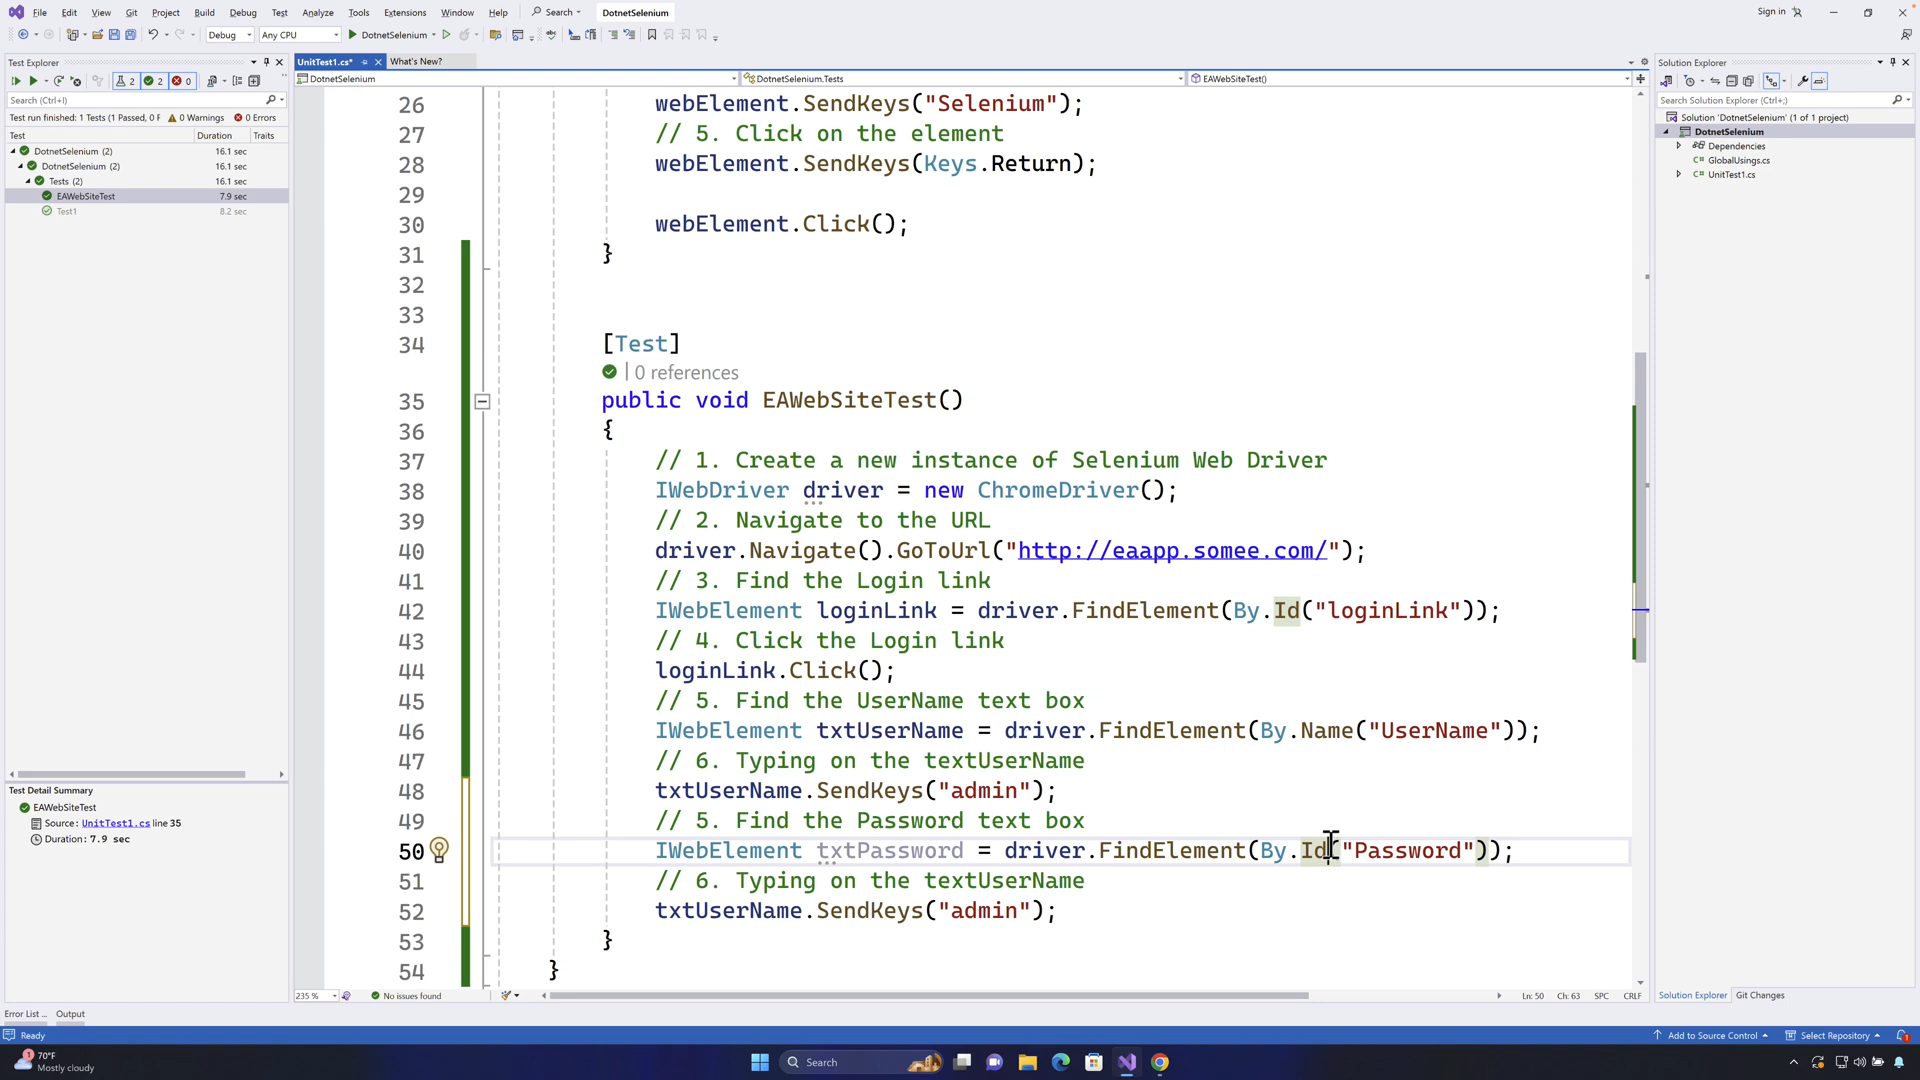 File Edit View Git Project Build Debug Test Analyze Tools Extensions Window Help Search DotnetSelenium Sign in
Debug Any CPU DotnetSelenium
Test Explorer
2 2 0
Search (Ctrl+I)
Test run finished: 1 Tests (1 Passed, 0 F 0 Warnings 0 Errors
Test Duration Traits
DotnetSelenium (2) 16.1 sec
DotnetSelenium (2) 16.1 sec
Tests (2) 16.1 sec
EAWebSiteTest 7.9 sec
Test1 8.2 sec
Test Detail Summary
EAWebSiteTest
Source: UnitTest1.cs line 35
Duration: 7.9 sec
UnitTest1.cs* What's New?
DotnetSelenium DotnetSelenium.Tests EAWebSiteTest()
26 webElement.SendKeys("Selenium");
27 // 5. Click on the element
28 webElement.SendKeys(Keys.Return);
29
30 webElement.Click();
31 }
32
33
34 [Test]
0 references
35 public void EAWebSiteTest()
36 {
37 // 1. Create a new instance of Selenium Web Driver
38 IWebDriver driver = new ChromeDriver();
39 // 2. Navigate to the URL
40 driver.Navigate().GoToUrl("http://eaapp.somee.com/");
41 // 3. Find the Login link
42 IWebElement loginLink = driver.FindElement(By.Id("loginLink"));
43 // 4. Click the Login link
44 loginLink.Click();
45 // 5. Find the UserName text box
46 IWebElement txtUserName = driver.FindElement(By.Name("UserName"));
47 // 6. Typing on the textUserName
48 txtUserName.SendKeys("admin");
49 // 5. Find the Password text box
50 IWebElement txtPassword = driver.FindElement(By.Id("Password"));
51 // 6. Typing on the textUserName
52 txtUserName.SendKeys("admin");
53 }
54 }
235 % No issues found Ln: 50 Ch: 63 SPC CRLF
Solution Explorer
Search Solution Explorer (Ctrl+;)
Solution 'DotnetSelenium' (1 of 1 project)
DotnetSelenium
Dependencies
GlobalUsings.cs
UnitTest1.cs
Solution Explorer Git Changes
Error List ... Output
Ready Add to Source Control Select Repository 1
1 70°F
Mostly cloudy
Search